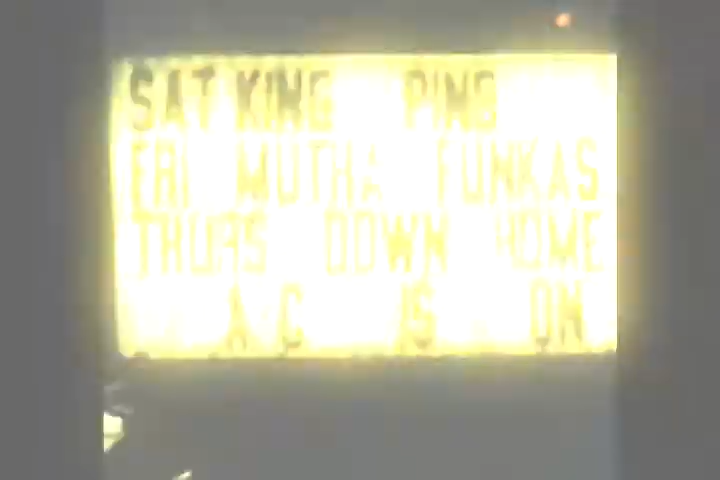 SAT KING PING
FRI MUTHA FUNKAS
THURS DOWN HOME
A C IS ON